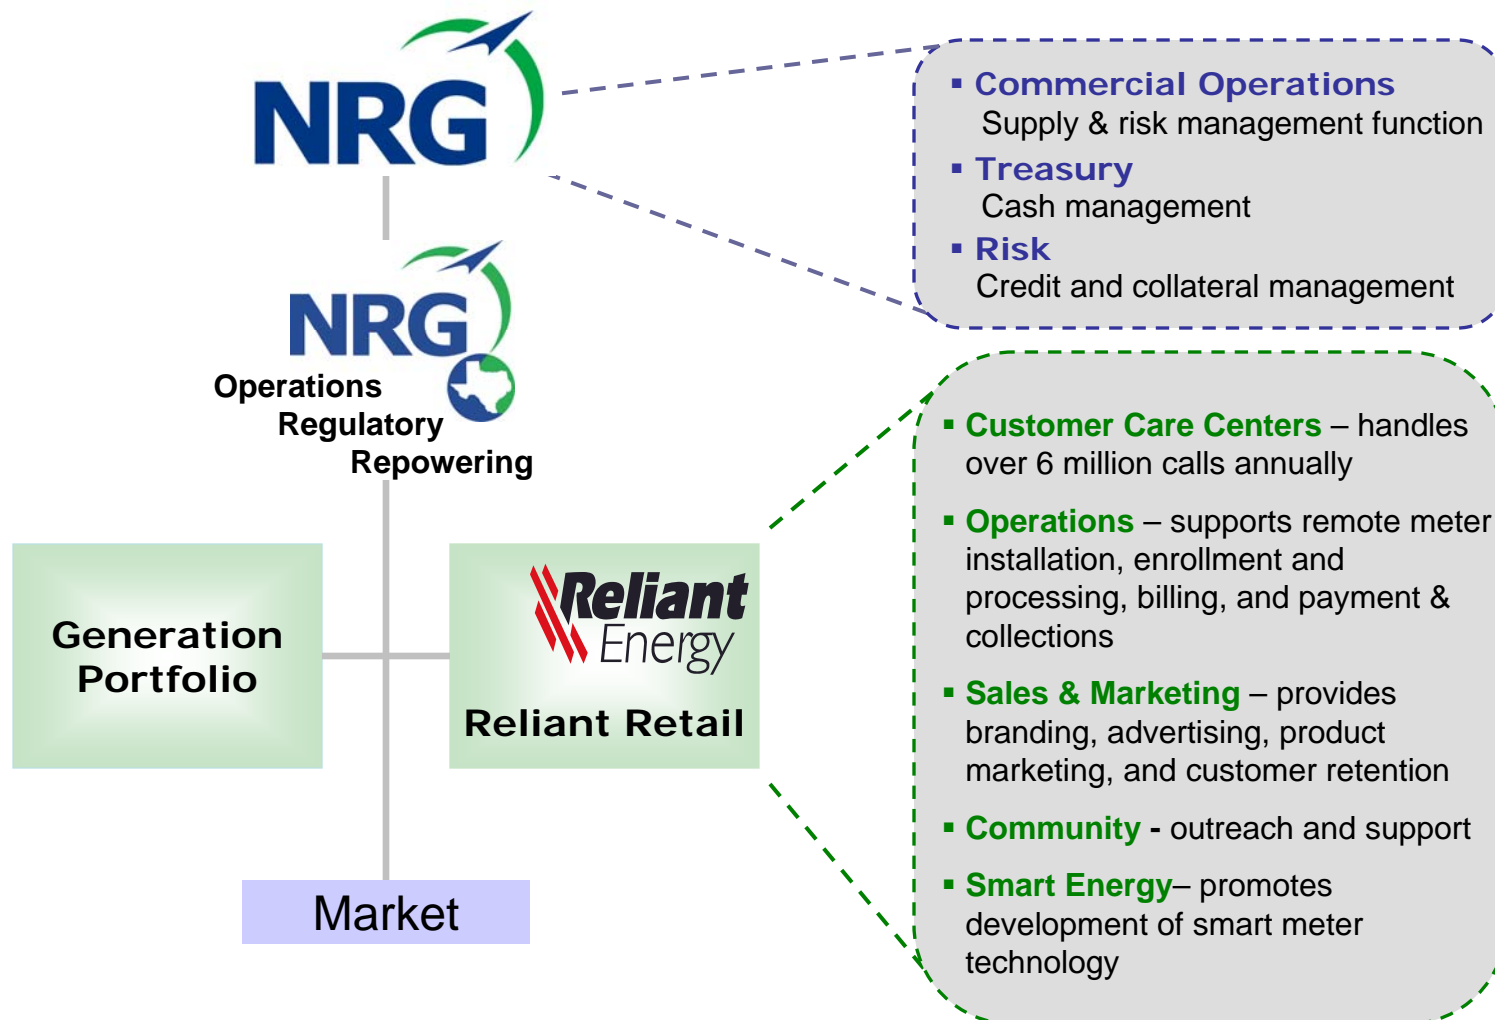 NRG
NRG
Operations
Regulatory
Repowering
Generation
Portfolio
Reliant
Energy
Reliant Retail
Market
▪ Commercial Operations
Supply & risk management function
▪ Treasury
Cash management
▪ Risk
Credit and collateral management
▪ Customer Care Centers – handles
over 6 million calls annually
▪ Operations – supports remote meter
installation, enrollment and
processing, billing, and payment &
collections
▪ Sales & Marketing – provides
branding, advertising, product
marketing, and customer retention
▪ Community - outreach and support
▪ Smart Energy– promotes
development of smart meter
technology